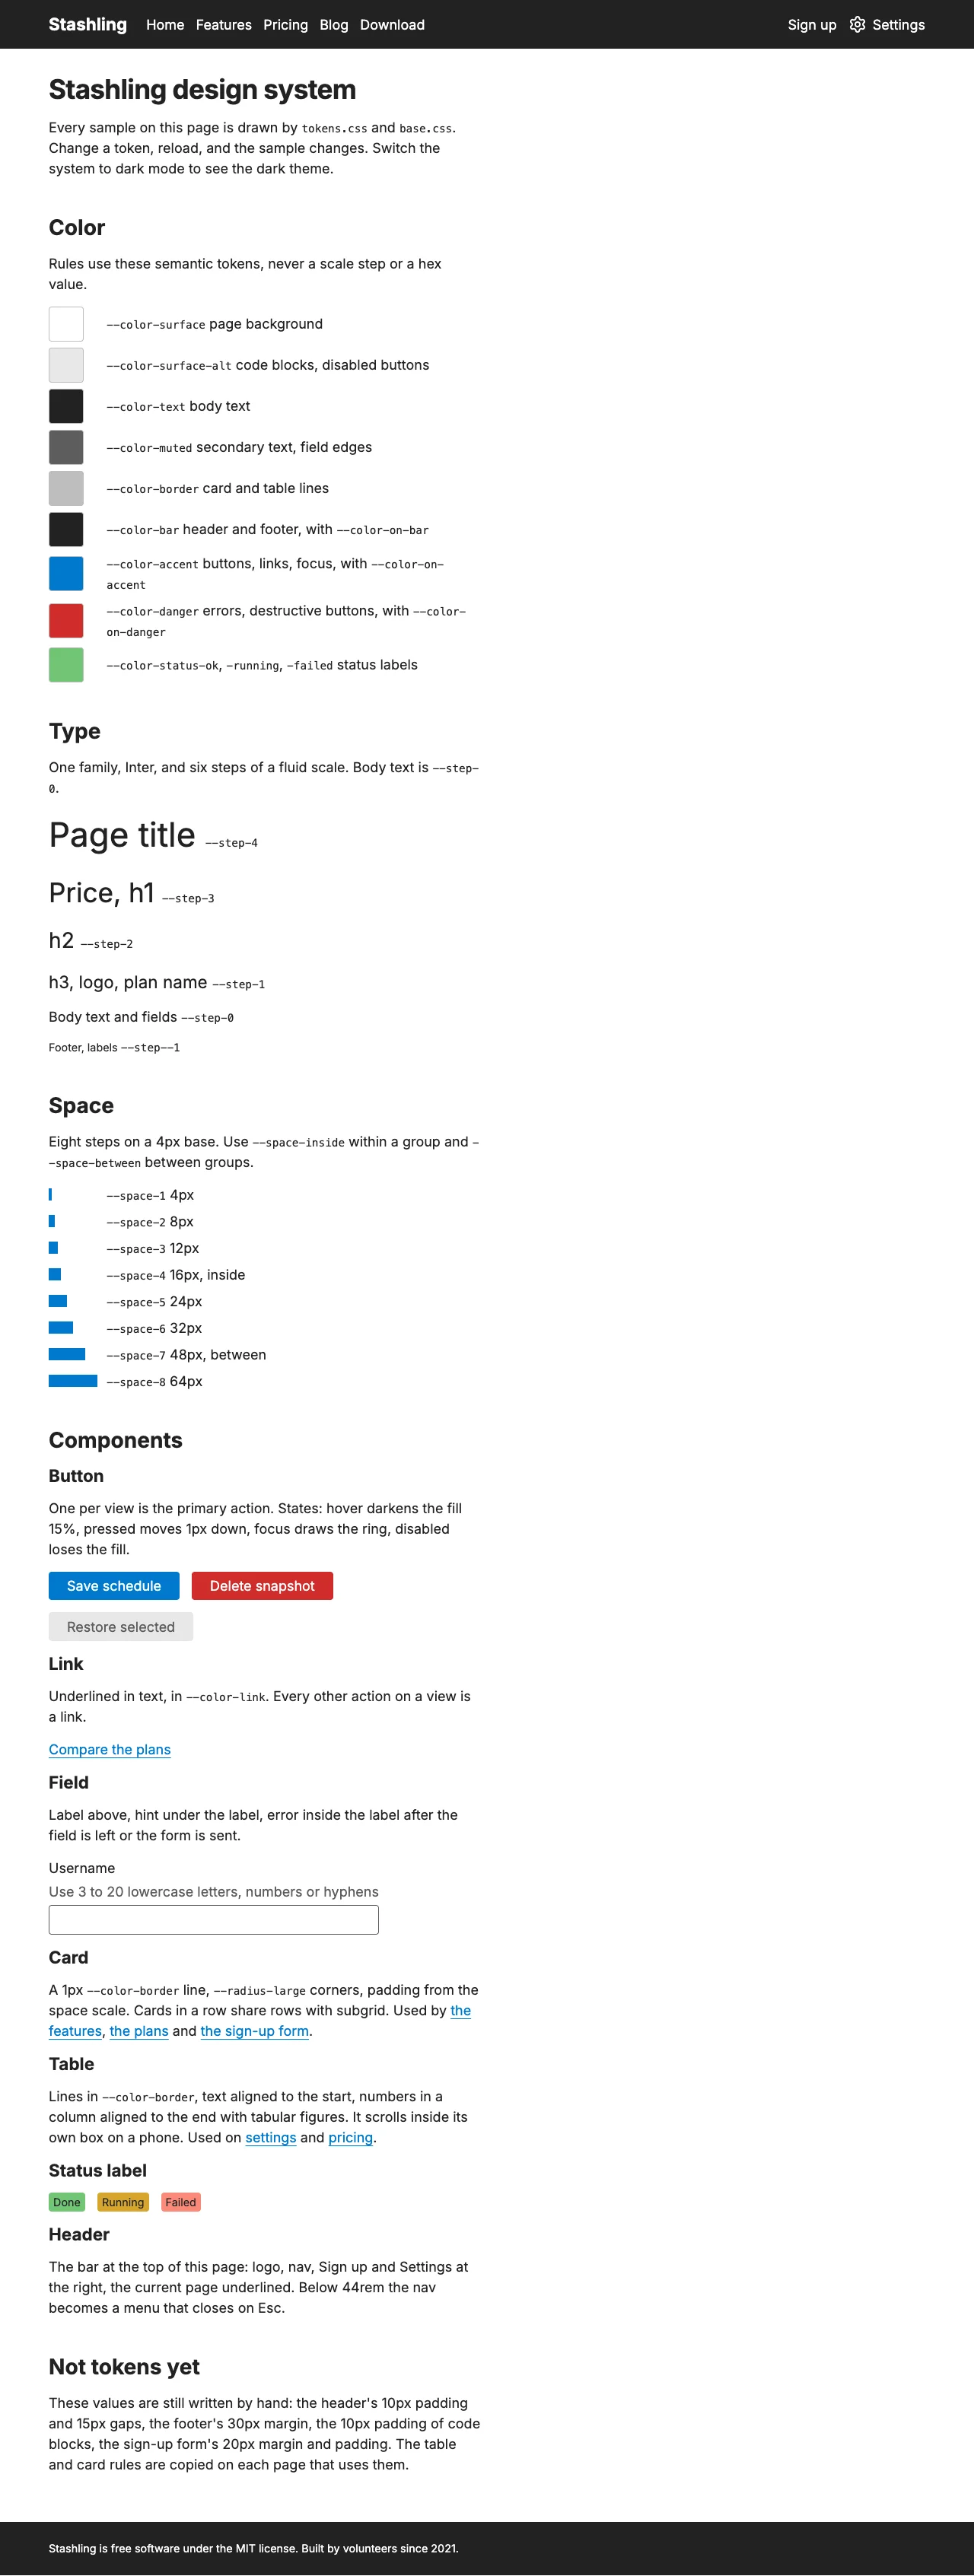 Stashling Home Features Pricing Blog Download Sign up Settings
Stashling design system
Every sample on this page is drawn by tokens.css and base.css.
Change a token, reload, and the sample changes. Switch the
system to dark mode to see the dark theme.
Color
Rules use these semantic tokens, never a scale step or a hex
value.
--color-surface page background
--color-surface-alt code blocks, disabled buttons
--color-text body text
--color-muted secondary text, field edges
--color-border card and table lines
--color-bar header and footer, with --color-on-bar
--color-accent buttons, links, focus, with --color-on-
accent
--color-danger errors, destructive buttons, with --color-
on-danger
--color-status-ok, -running, -failed status labels
Type
One family, Inter, and six steps of a fluid scale. Body text is --step-
0.
Page title --step-4
Price, h1 --step-3
h2 --step-2
h3, logo, plan name --step-1
Body text and fields --step-0
Footer, labels --step--1
Space
Eight steps on a 4px base. Use --space-inside within a group and -
-space-between between groups.
--space-1 4px
--space-2 8px
--space-3 12px
--space-4 16px, inside
--space-5 24px
--space-6 32px
--space-7 48px, between
--space-8 64px
Components
Button
One per view is the primary action. States: hover darkens the fill
15%, pressed moves 1px down, focus draws the ring, disabled
loses the fill.
Save schedule Delete snapshot
Restore selected
Link
Underlined in text, in --color-link. Every other action on a view is
a link.
Compare the plans
Field
Label above, hint under the label, error inside the label after the
field is left or the form is sent.
Username
Use 3 to 20 lowercase letters, numbers or hyphens
Card
A 1px --color-border line, --radius-large corners, padding from the
space scale. Cards in a row share rows with subgrid. Used by the
features, the plans and the sign-up form.
Table
Lines in --color-border, text aligned to the start, numbers in a
column aligned to the end with tabular figures. It scrolls inside its
own box on a phone. Used on settings and pricing.
Status label
Done Running Failed
Header
The bar at the top of this page: logo, nav, Sign up and Settings at
the right, the current page underlined. Below 44rem the nav
becomes a menu that closes on Esc.
Not tokens yet
These values are still written by hand: the header's 10px padding
and 15px gaps, the footer's 30px margin, the 10px padding of code
blocks, the sign-up form's 20px margin and padding. The table
and card rules are copied on each page that uses them.
Stashling is free software under the MIT license. Built by volunteers since 2021.